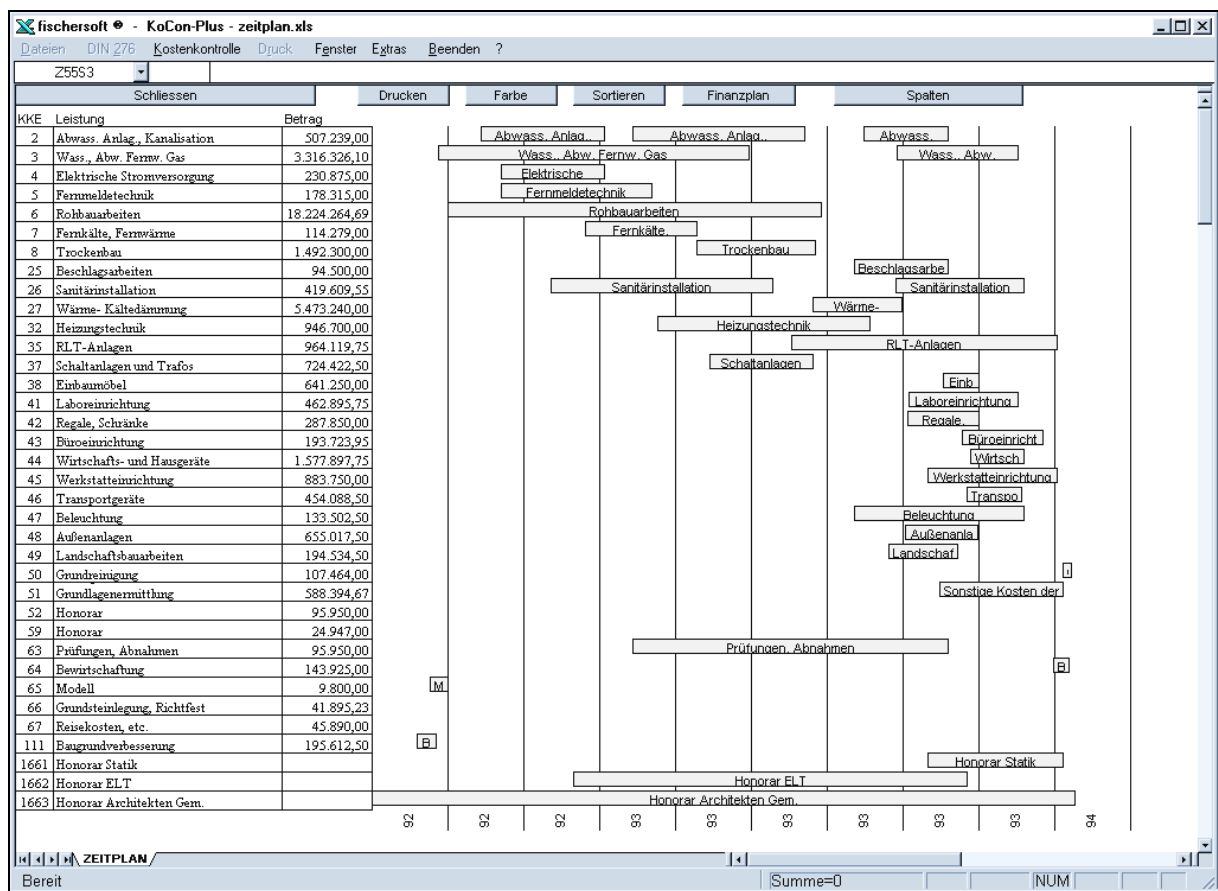 fischersoft ® - KoCon-Plus - zeitplan.xls
Dateien DIN 276 Kostenkontrolle Druck Fenster Extras Beenden ?
Z55S3
Schliessen Drucken Farbe Sortieren Finanzplan Spalten
KKE Leistung Betrag
2 Abwass. Anlag., Kanalisation 507.239,00 Abwass. Anlag.. Abwass. Anlag.. Abwass.
3 Wass., Abw. Fernw. Gas 3.316.326,10 Wass.. Abw. Fernw. Gas Wass.. Abw.
4 Elektrische Stromversorgung 230.875,00 Elektrische
5 Fernmeldetechnik 178.315,00 Fernmeldetechnik
6 Rohbauarbeiten 18.224.264,69 Rohbauarbeiten
7 Fernkälte, Fernwärme 114.279,00 Fernkälte.
8 Trockenbau 1.492.300,00 Trockenbau
25 Beschlagsarbeiten 94.500,00 Beschlagsarbe
26 Sanitärinstallation 419.609,55 Sanitärinstallation Sanitärinstallation
27 Wärme- Kältedämmung 5.473.240,00 Wärme-
32 Heizungstechnik 946.700,00 Heizungstechnik
35 RLT-Anlagen 964.119,75 RLT-Anlagen
37 Schaltanlagen und Trafos 724.422,50 Schaltanlagen
38 Einbaumöbel 641.250,00 Einb
41 Laboreinrichtung 462.895,75 Laboreinrichtung
42 Regale, Schränke 287.850,00 Regale.
43 Büroeinrichtung 193.723,95 Büroeinricht
44 Wirtschafts- und Hausgeräte 1.577.897,75 Wirtsch
45 Werkstatteinrichtung 883.750,00 Werkstatteinrichtung
46 Transportgeräte 454.088,50 Transpo
47 Beleuchtung 133.502,50 Beleuchtung
48 Außenanlagen 655.017,50 Außenanla
49 Landschaftsbauarbeiten 194.534,50 Landschaf
50 Grundreinigung 107.464,00
51 Grundlagenermittlung 588.394,67 Sonstige Kosten der
52 Honorar 95.950,00
59 Honorar 24.947,00
63 Prüfungen, Abnahmen 95.950,00 Prüfungen. Abnahmen
64 Bewirtschaftung 143.925,00 B
65 Modell 9.800,00 M
66 Grundsteinlegung, Richtfest 41.895,23
67 Reisekosten, etc. 45.890,00
111 Baugrundverbesserung 195.612,50 B
1661 Honorar Statik Honorar Statik
1662 Honorar ELT Honorar ELT
1663 Honorar Architekten Gem. Honorar Architekten Gem.
92 92 92 93 93 93 93 93 93 94
ZEITPLAN
Bereit Summe=0 NUM